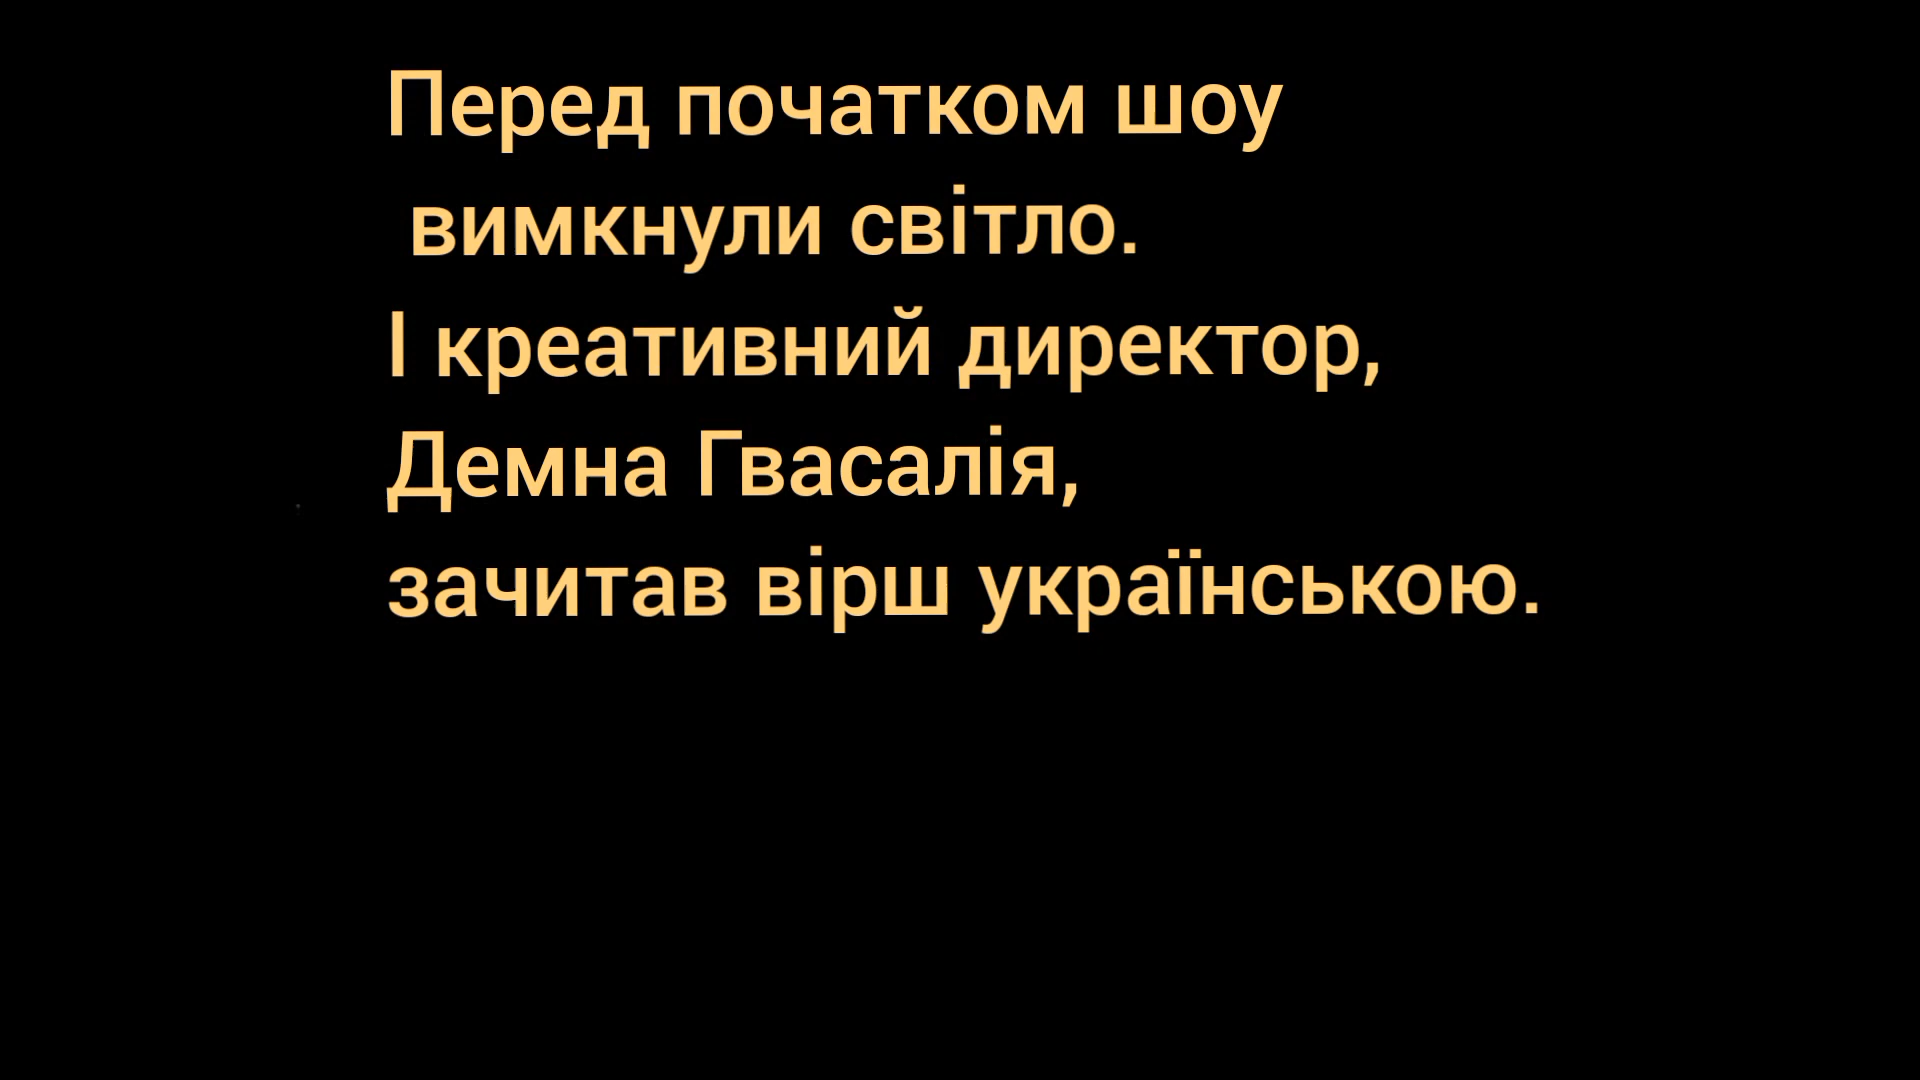 Перед початком шоу
вимкнули світло.
І креативний директор,
Демна Гвасалія,
зачитав вірш українською.